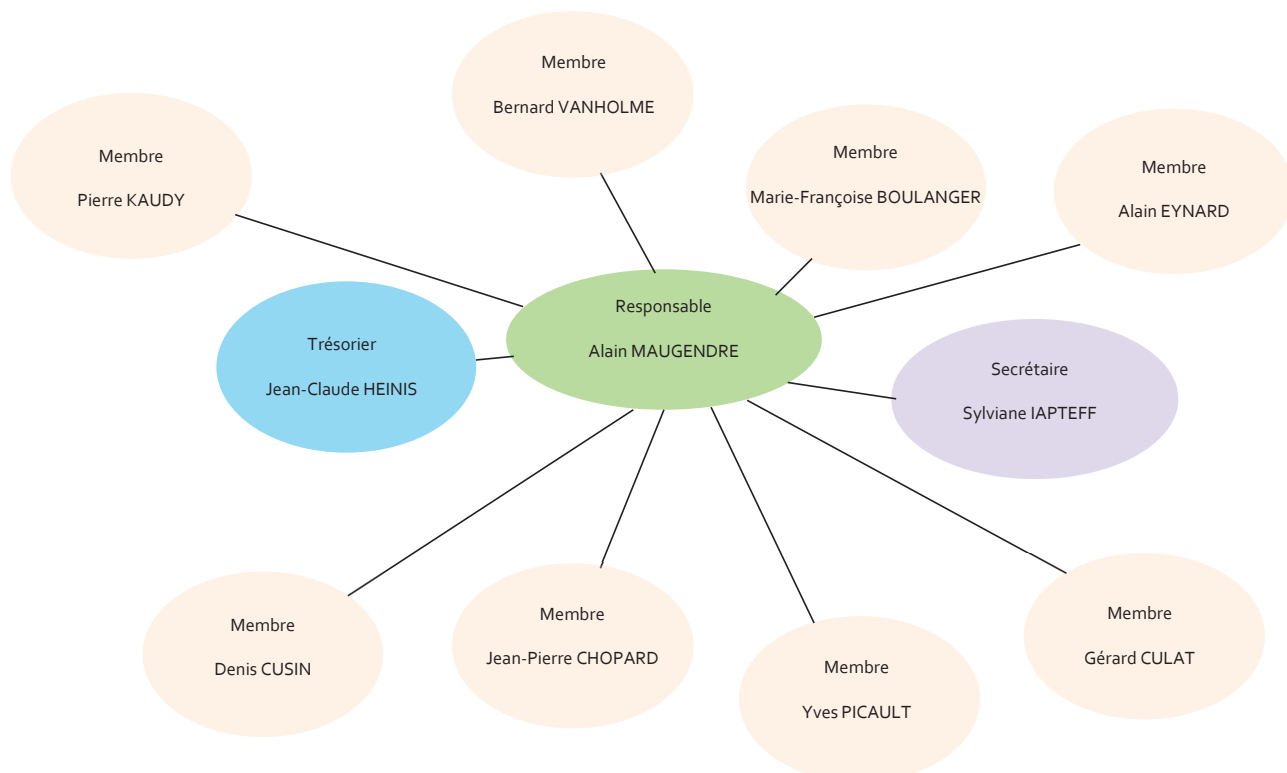 Membre
Bernard VANHOLME
Membre
Pierre KAUDY
Membre
Marie-Françoise BOULANGER
Membre
Alain EYNARD
Responsable
Alain MAUGENDRE
Trésorier
Jean-Claude HEINIS
Secrétaire
Sylviane IAPTEFF
Membre
Denis CUSIN
Membre
Jean-Pierre CHOPARD
Membre
Yves PICAULT
Membre
Gérard CULAT